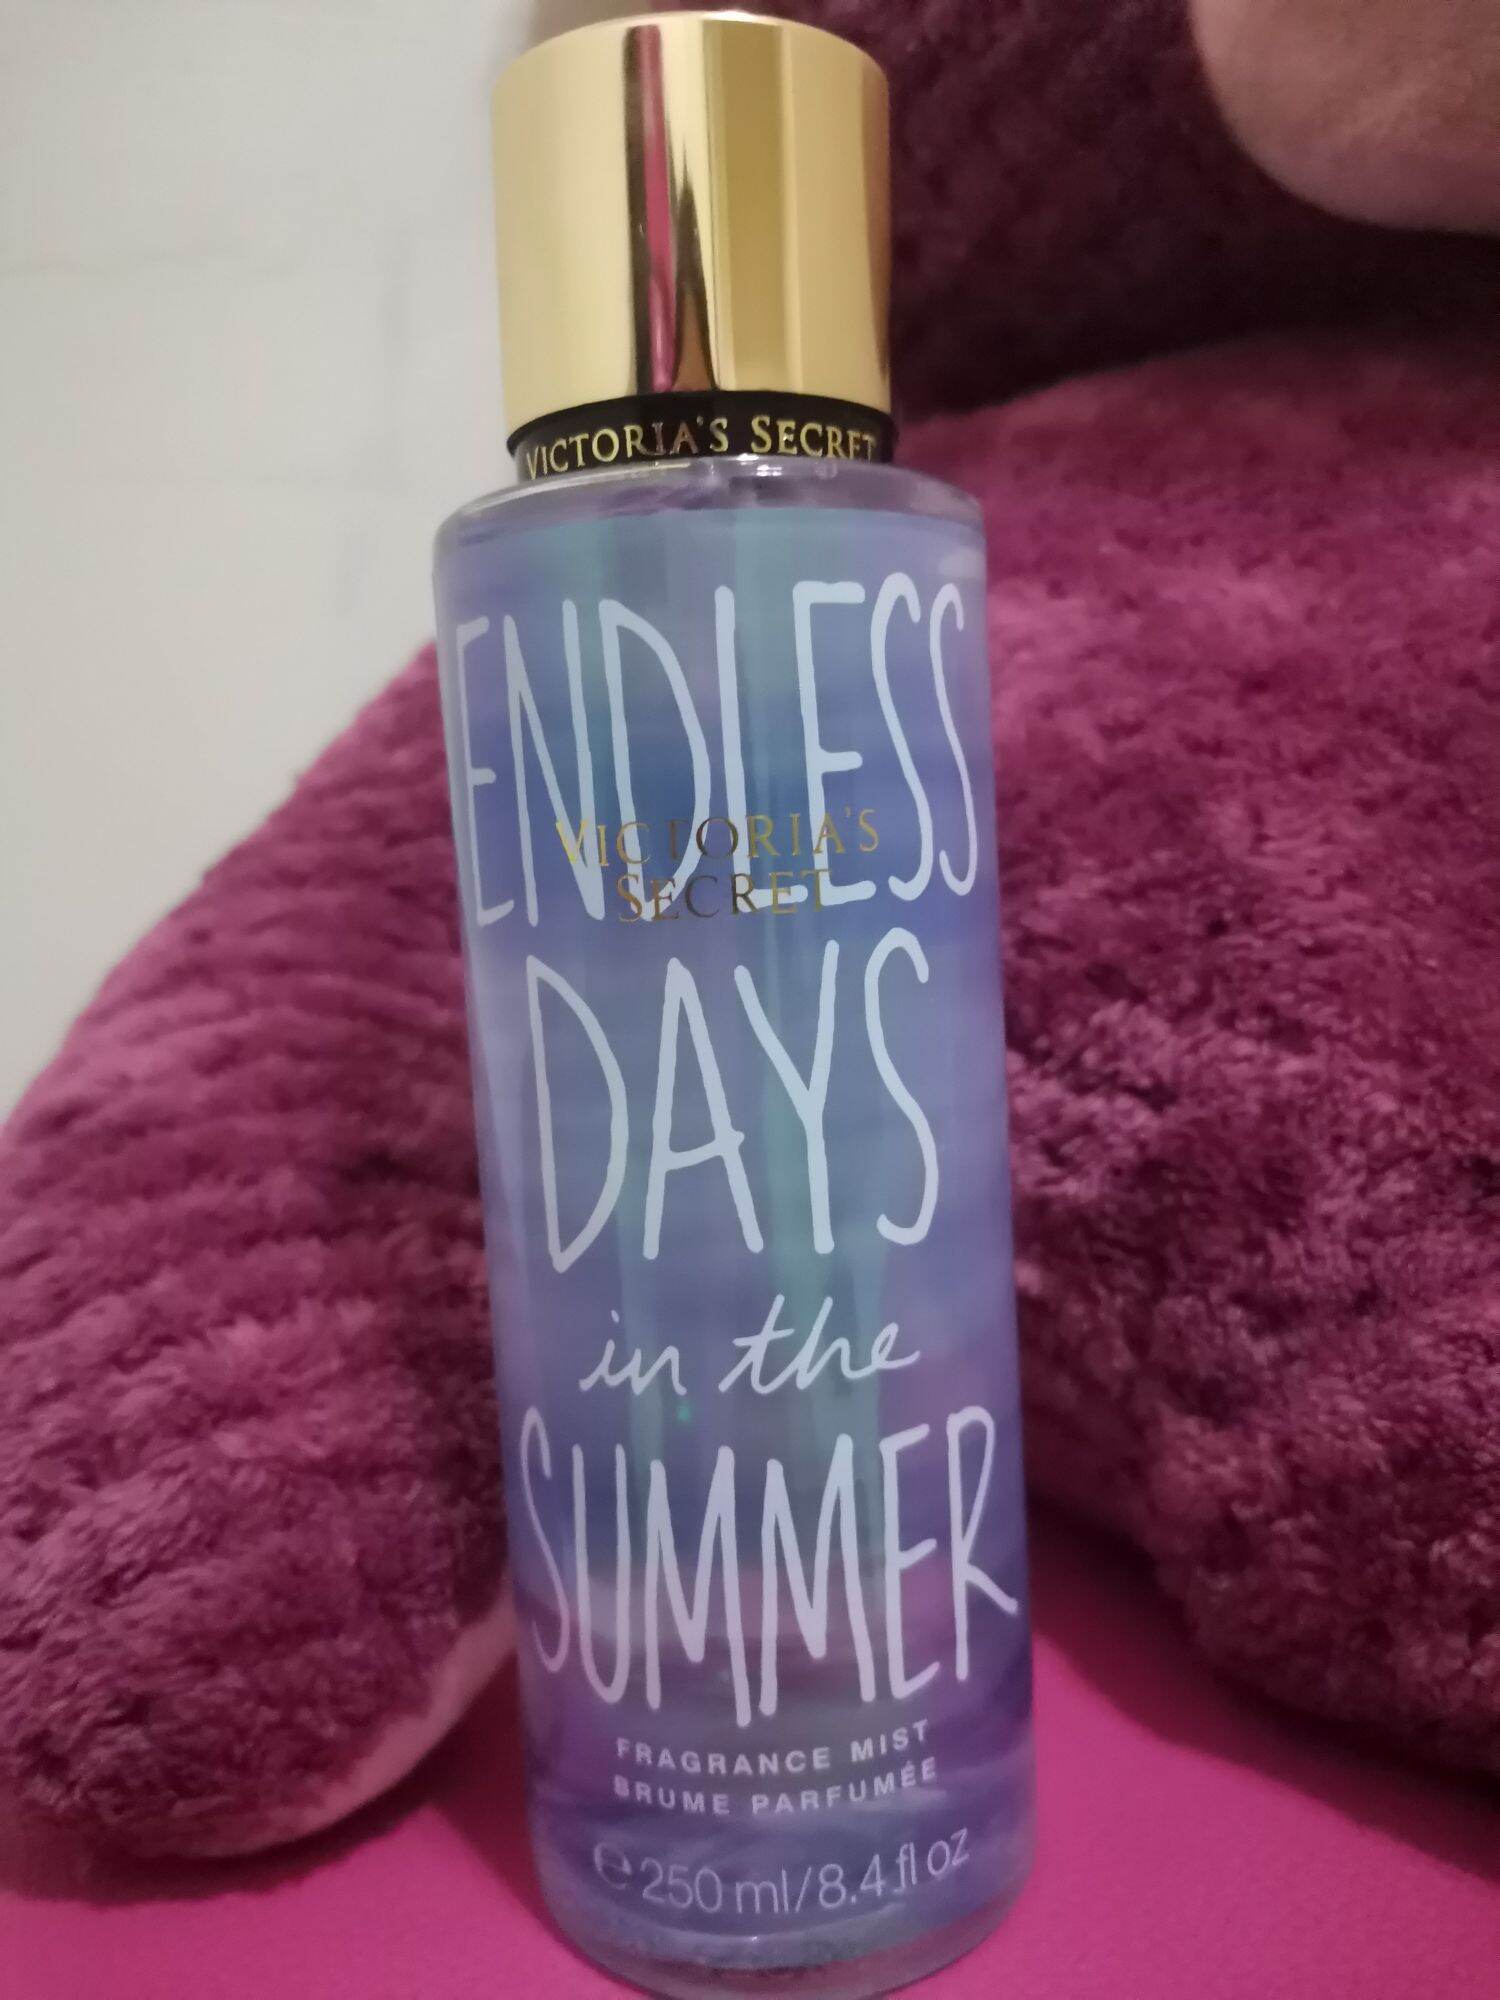 VICTORIA'S SECRET
ENDLESS
VICTORIA'S
SECRET
DAYS
in the
SUMMER
FRAGRANCE MIST
BRUME PARFUMÉE
℮ 250 ml/8.4 fl oz